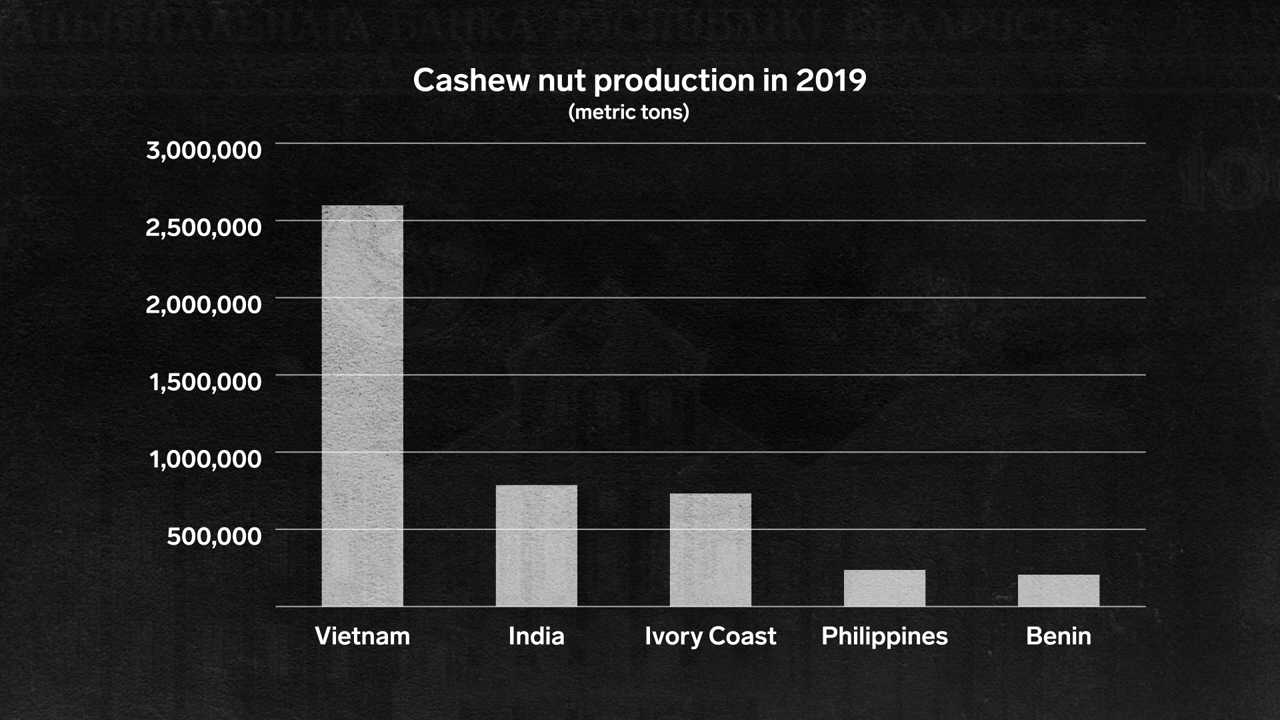 Cashew nut production in 2019
(metric tons)
3,000,000
2,500,000
2,000,000
1,500,000
1,000,000
500,000
Vietnam India Ivory Coast Philippines Benin